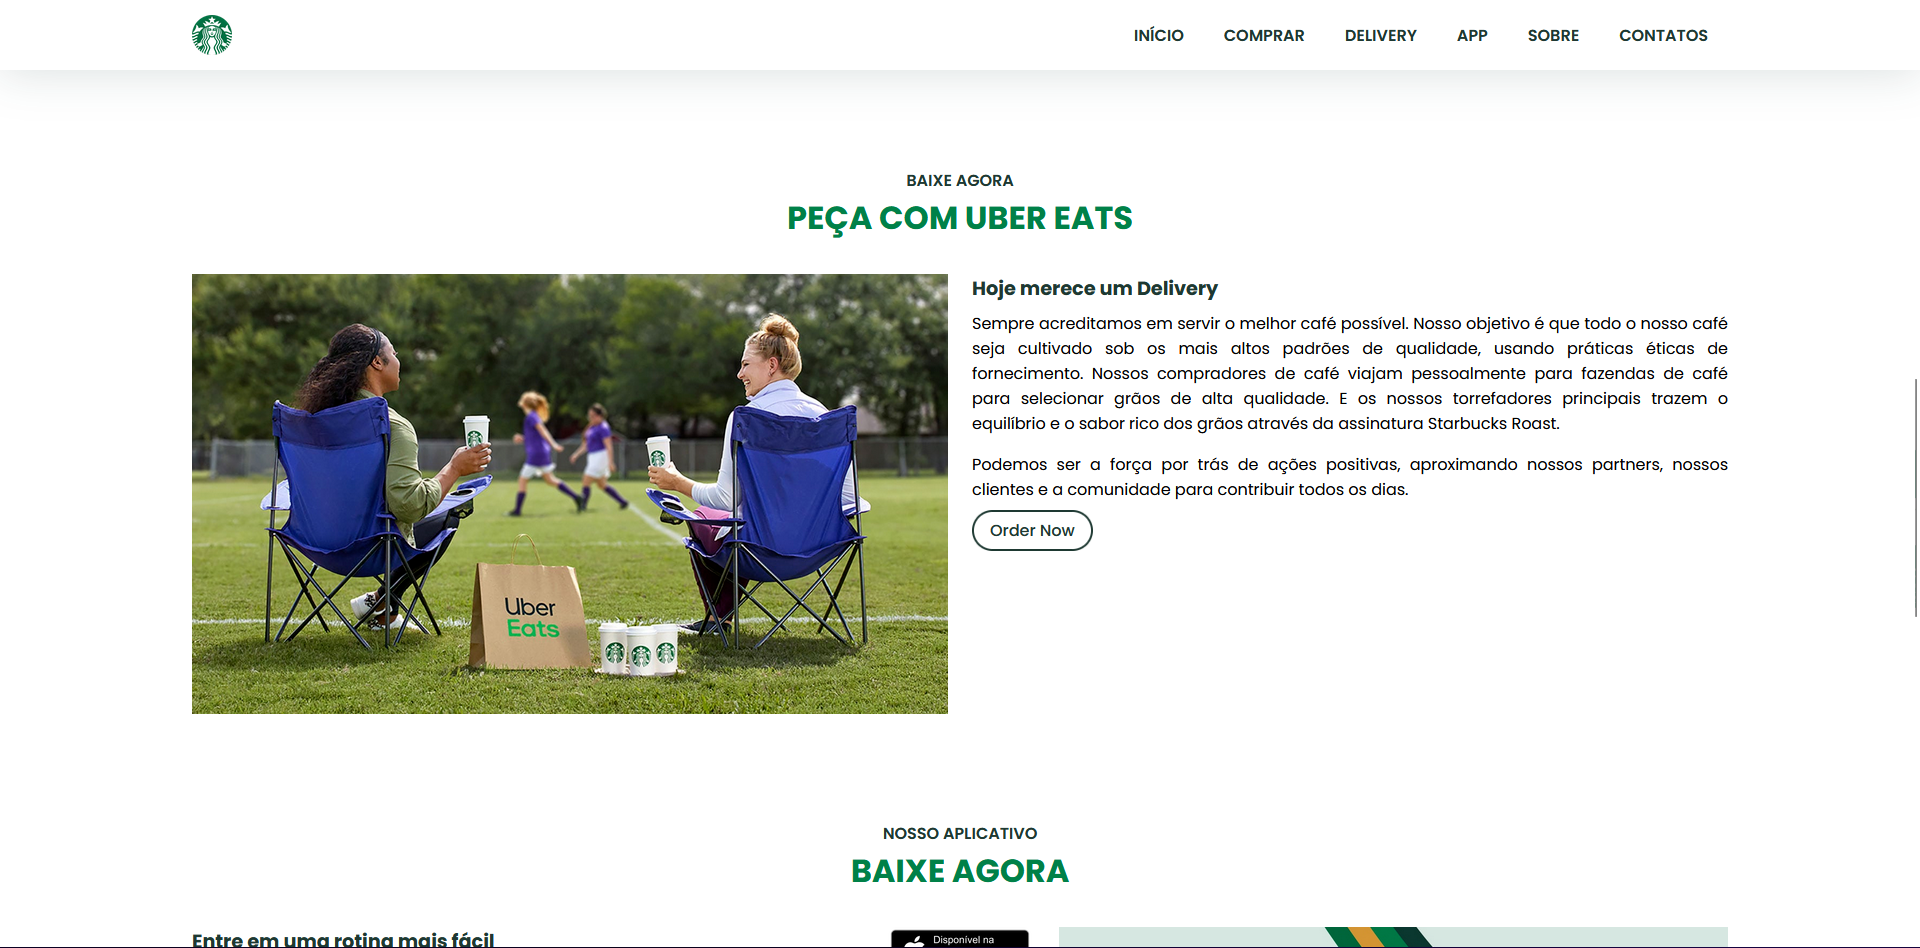 INÍCIO COMPRAR DELIVERY APP SOBRE CONTATOS
BAIXE AGORA
PEÇA COM UBER EATS
Hoje merece um Delivery
Sempre acreditamos em servir o melhor café possível. Nosso objetivo é que todo o nosso café
seja cultivado sob os mais altos padrões de qualidade, usando práticas éticas de
fornecimento. Nossos compradores de café viajam pessoalmente para fazendas de café
para selecionar grãos de alta qualidade. E os nossos torrefadores principais trazem o
equilíbrio e o sabor rico dos grãos através da assinatura Starbucks Roast.
Podemos ser a força por trás de ações positivas, aproximando nossos partners, nossos
clientes e a comunidade para contribuir todos os dias.
Order Now
Uber
Eats
NOSSO APLICATIVO
BAIXE AGORA
Entre em uma rotina mais fácil
Disponível na